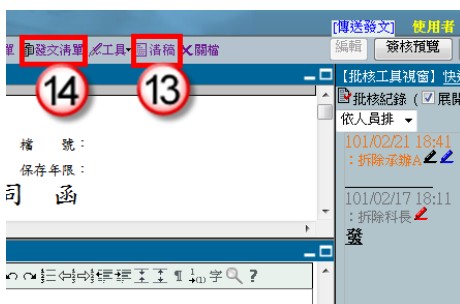 [傳送發文] 使用者
單 發文清單 工具 清稿 關檔
編輯 簽核預覽
14
13
【批核工具視窗】快
批核紀錄 (展開
依人員排
檔 號：
保存年限：
司 函
101/02/21 18:41
：拆除承辦A
101/02/17 18:11
：拆除科長
發
¶ 字 ?